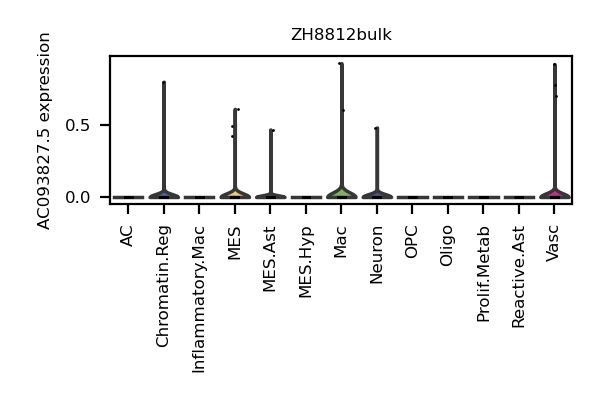 ZH8812bulk
AC093827.5 expression
0.5
0.0
AC
Chromatin.Reg
Inflammatory.Mac
MES
MES.Ast
MES.Hyp
Mac
Neuron
OPC
Oligo
Prolif.Metab
Reactive.Ast
Vasc